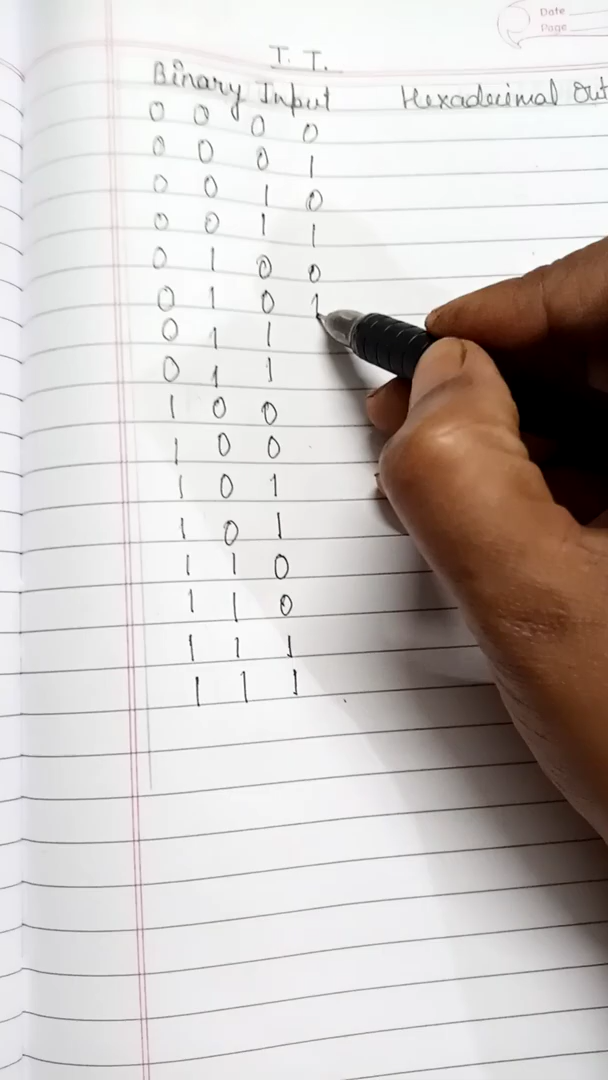 Date
Page
T. T.
Binary Input Hexadecimal Out
0 0 0 0
0 0 0 1
0 0 1 0
0 0 1 1
0 1 0 0
0 1 0 1
0 1 1
0 1 1
1 0 0
1 0 0
1 0 1
1 0 1
1 1 0
1 1 0
1 1 1
1 1 1